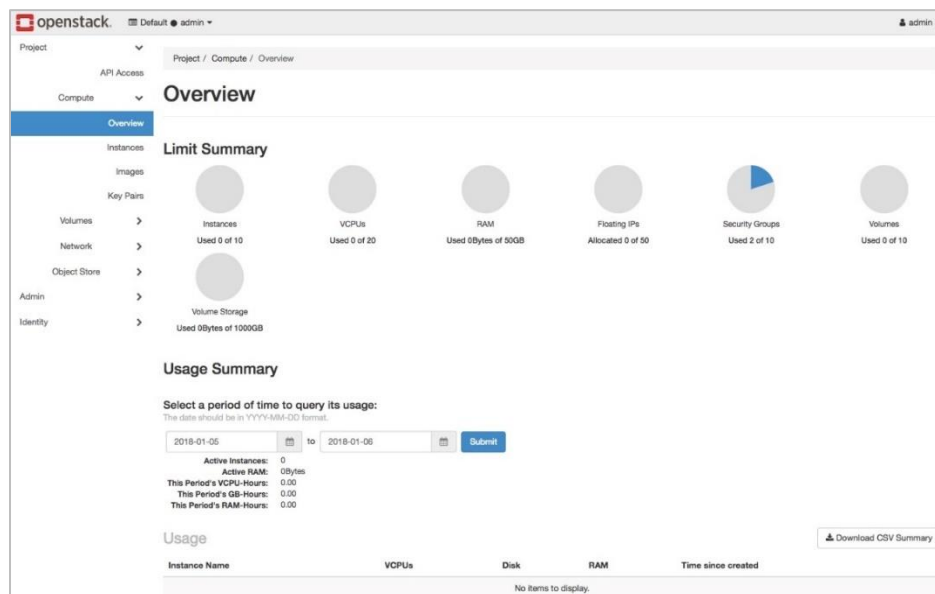 openstack. Default ● admin admin
Project
API Access
Compute
Overview
Instances
Images
Key Pairs
Volumes
Network
Object Store
Admin
Identity
Project / Compute / Overview
Overview
Limit Summary
Instances
Used 0 of 10
VCPUs
Used 0 of 20
RAM
Used 0Bytes of 50GB
Floating IPs
Allocated 0 of 50
Security Groups
Used 2 of 10
Volumes
Used 0 of 10
Volume Storage
Used 0Bytes of 1000GB
Usage Summary
Select a period of time to query its usage:
The date should be in YYYY-MM-DD format.
2018-01-05 to 2018-01-06 Submit
Active Instances: 0
Active RAM: 0Bytes
This Period's VCPU-Hours: 0.00
This Period's GB-Hours: 0.00
This Period's RAM-Hours: 0.00
Usage
Download CSV Summary
Instance Name VCPUs Disk RAM Time since created
No items to display.